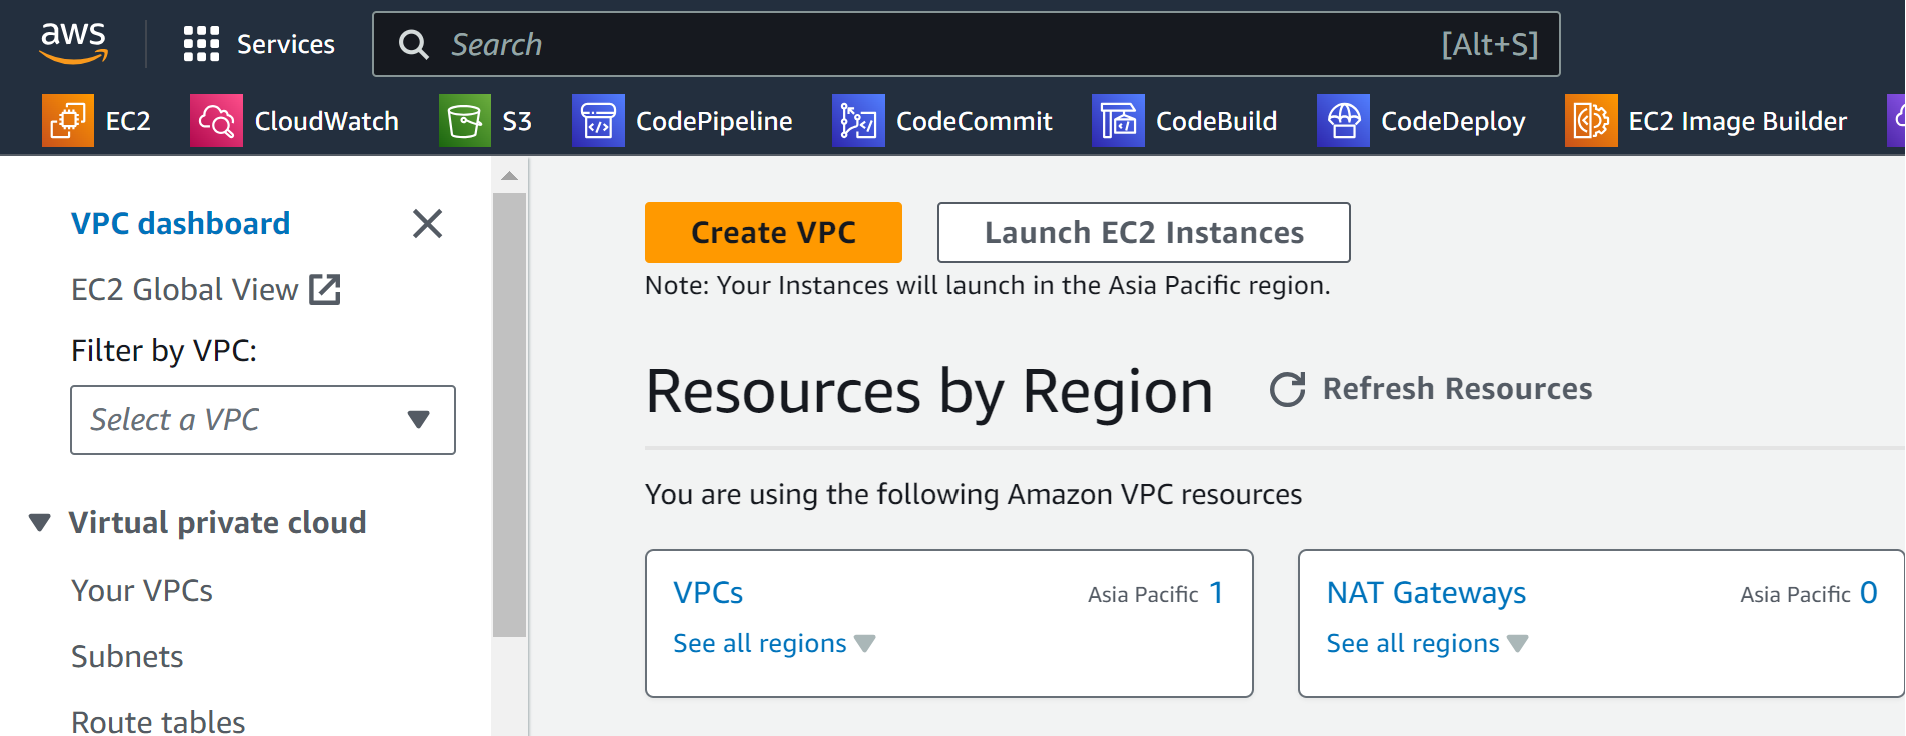 aws
Services
Search
[Alt+S]
EC2
CloudWatch
S3
CodePipeline
CodeCommit
CodeBuild
CodeDeploy
EC2 Image Builder
VPC dashboard
EC2 Global View
Filter by VPC:
Select a VPC
Virtual private cloud
Your VPCs
Subnets
Route tables
Create VPC
Launch EC2 Instances
Note: Your Instances will launch in the Asia Pacific region.
Resources by Region
Refresh Resources
You are using the following Amazon VPC resources
VPCs
Asia Pacific 1
See all regions
NAT Gateways
Asia Pacific 0
See all regions